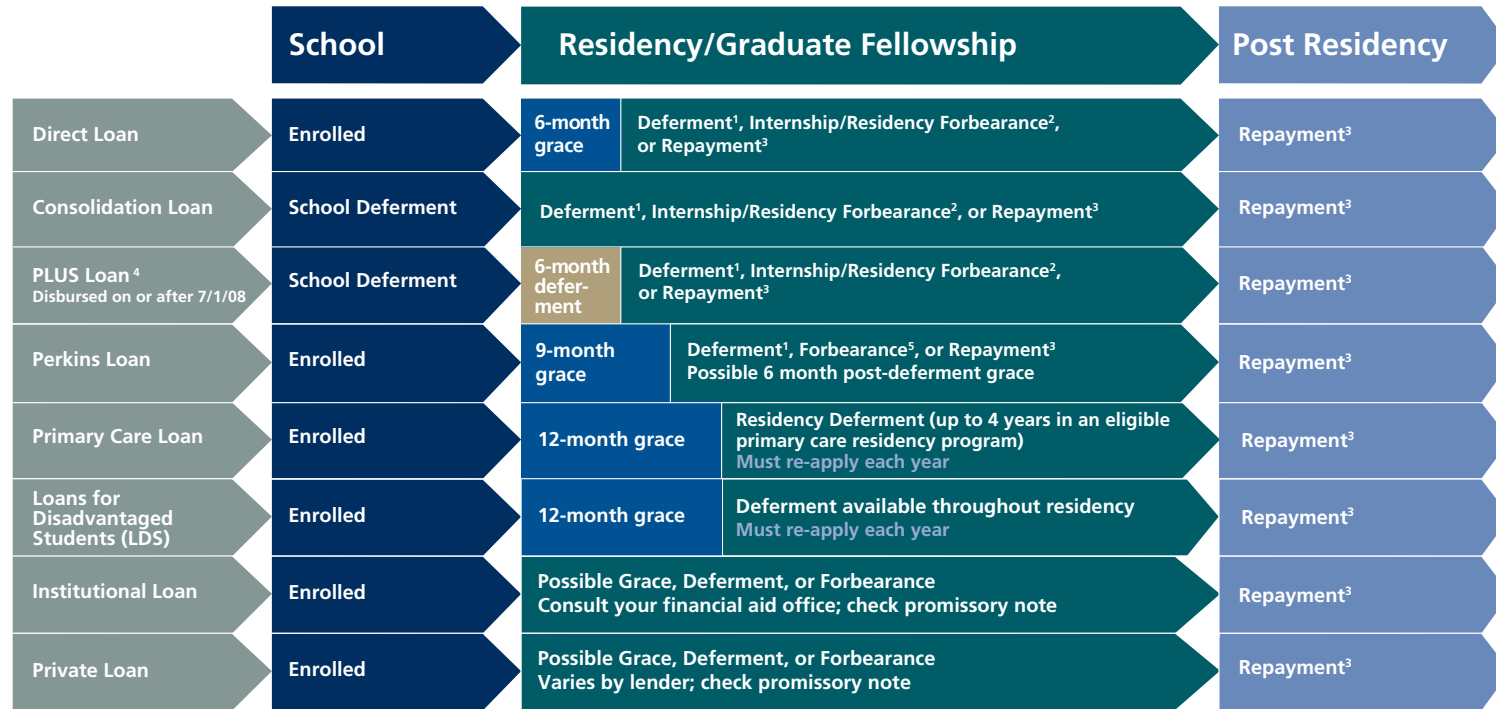 School
Residency/Graduate Fellowship
Post Residency
Direct Loan
Enrolled
6-month
grace
Deferment¹, Internship/Residency Forbearance²,
or Repayment³
Repayment³
Consolidation Loan
School Deferment
Deferment¹, Internship/Residency Forbearance², or Repayment³
Repayment³
PLUS Loan ⁴
Disbursed on or after 7/1/08
School Deferment
6-month
defer-
ment
Deferment¹, Internship/Residency Forbearance²,
or Repayment³
Repayment³
Perkins Loan
Enrolled
9-month
grace
Deferment¹, Forbearance⁵, or Repayment³
Possible 6 month post-deferment grace
Repayment³
Primary Care Loan
Enrolled
12-month grace
Residency Deferment (up to 4 years in an eligible
primary care residency program)
Must re-apply each year
Repayment³
Loans for
Disadvantaged
Students (LDS)
Enrolled
12-month grace
Deferment available throughout residency
Must re-apply each year
Repayment³
Institutional Loan
Enrolled
Possible Grace, Deferment, or Forbearance
Consult your financial aid office; check promissory note
Repayment³
Private Loan
Enrolled
Possible Grace, Deferment, or Forbearance
Varies by lender; check promissory note
Repayment³